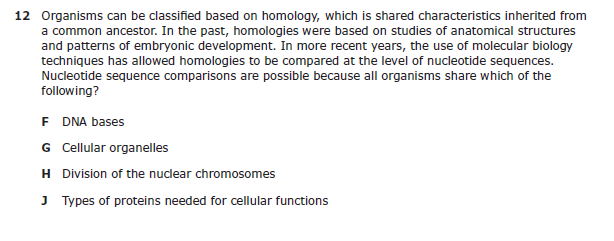 12 Organisms can be classified based on homology, which is shared characteristics inherited from
a common ancestor. In the past, homologies were based on studies of anatomical structures
and patterns of embryonic development. In more recent years, the use of molecular biology
techniques has allowed homologies to be compared at the level of nucleotide sequences.
Nucleotide sequence comparisons are possible because all organisms share which of the
following?
F DNA bases
G Cellular organelles
H Division of the nuclear chromosomes
J Types of proteins needed for cellular functions